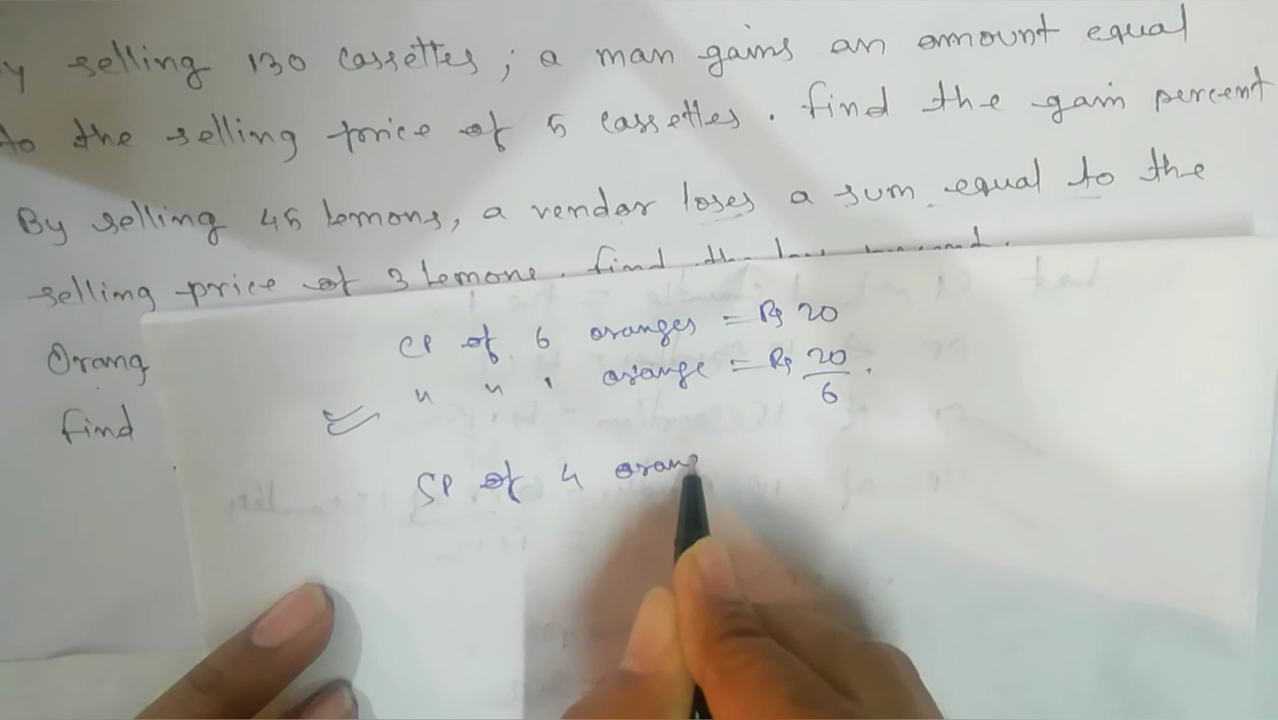 y selling 130 cassettes ; a man gains an amount equal
to the selling price of 5 cassettes . find the gain percent
By selling 45 lemons, a vendor loses a sum equal to the
selling price of 3 lemons . find the
CP of 6 oranges = Rs 20
Orang
" " 1 orange = Rs 20/6 .
find
SP of 4 oran